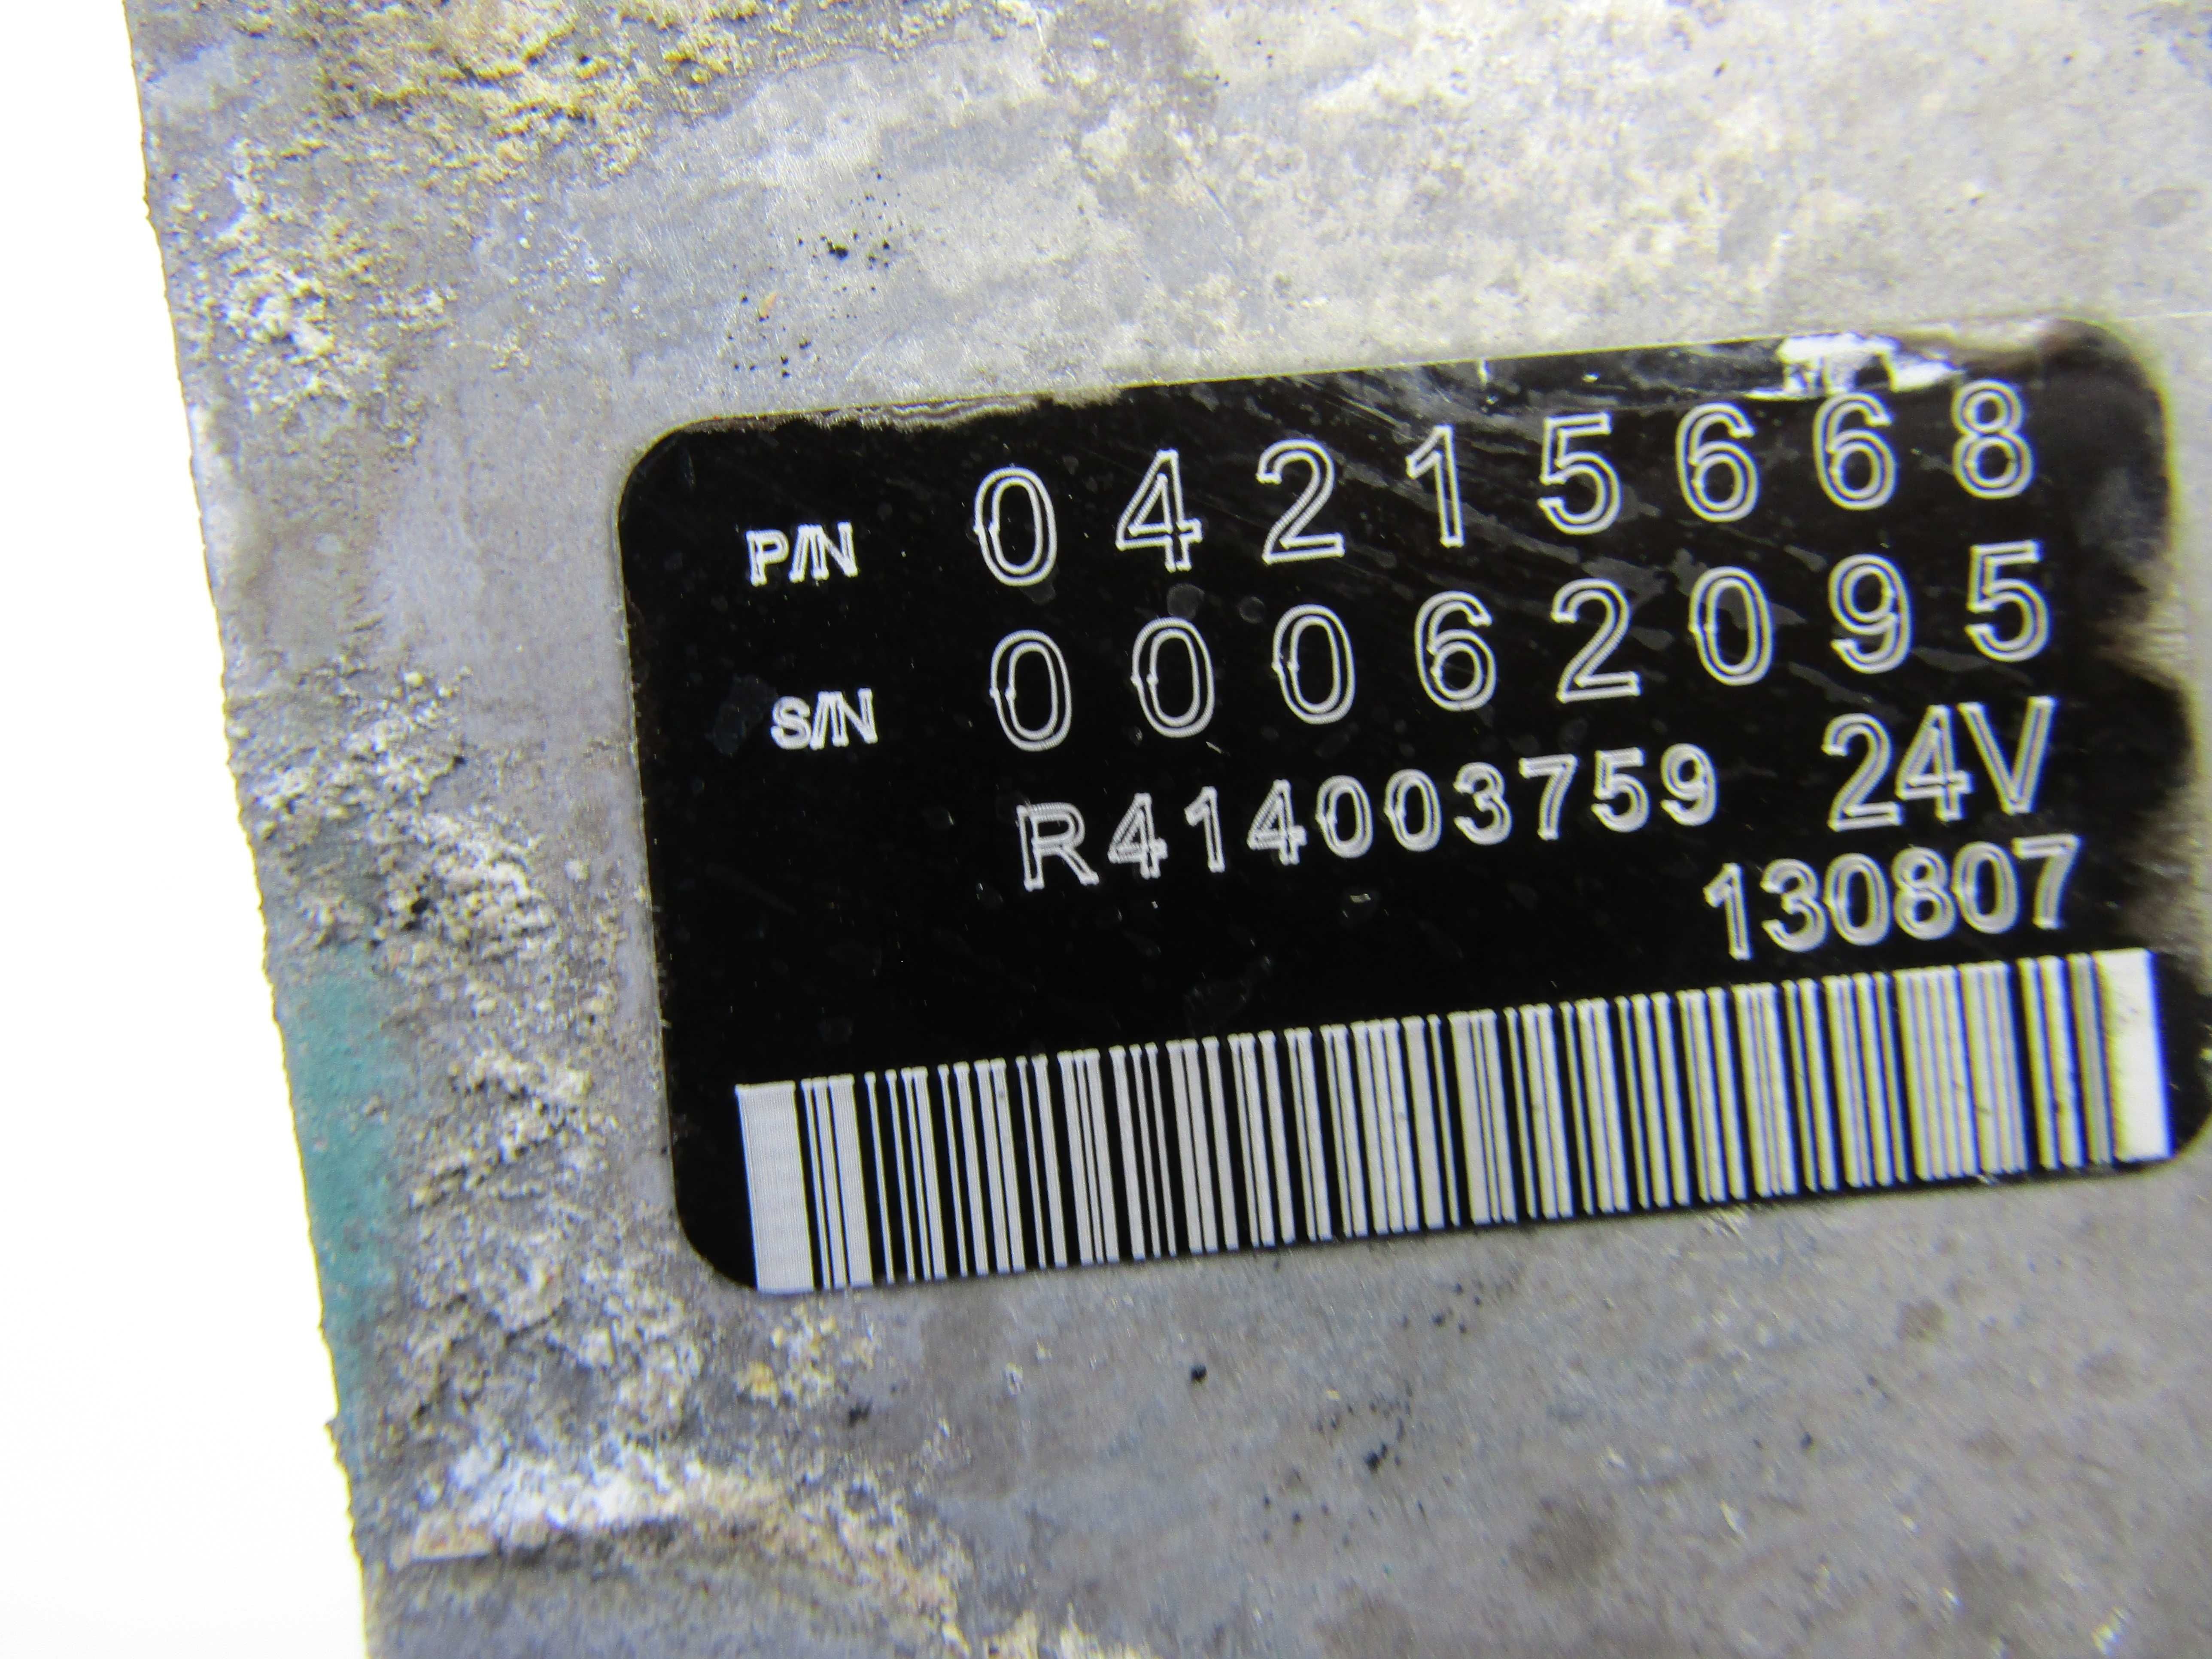 P/N 04215668
S/N 00062095
R414003759 24V
130807